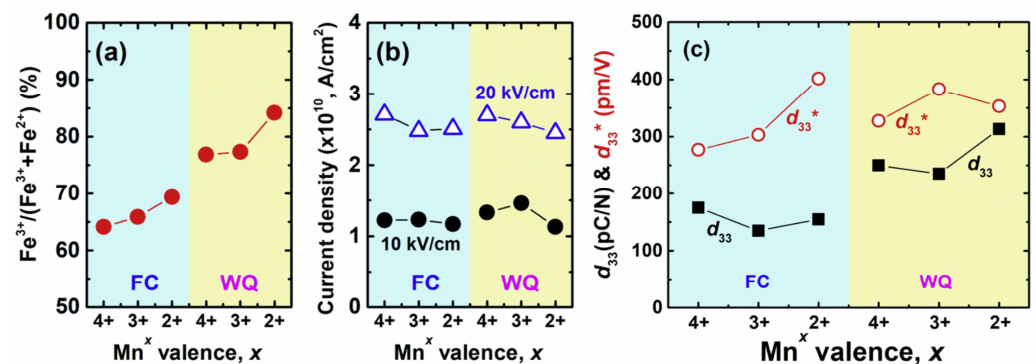 (a)
Fe³⁺/(Fe³⁺+Fe²⁺) (%)
100
90
80
70
60
50
FC
WQ
4+ 3+ 2+ 4+ 3+ 2+
Mnˣ valence, x
(b)
Current density (x10¹⁰, A/cm²)
6
4
2
0
20 kV/cm
10 kV/cm
FC
WQ
4+ 3+ 2+ 4+ 3+ 2+
Mnˣ valence, x
(c)
d₃₃(pC/N) & d₃₃* (pm/V)
500
400
300
200
100
0
d₃₃*
d₃₃
d₃₃*
d₃₃
FC
WQ
4+ 3+ 2+ 4+ 3+ 2+
Mnˣ valence, x